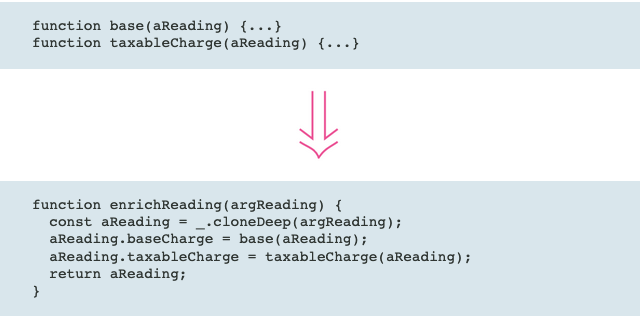 function base(aReading) {...}
function taxableCharge(aReading) {...}
function enrichReading(argReading) {
  const aReading = _.cloneDeep(argReading);
  aReading.baseCharge = base(aReading);
  aReading.taxableCharge = taxableCharge(aReading);
  return aReading;
}